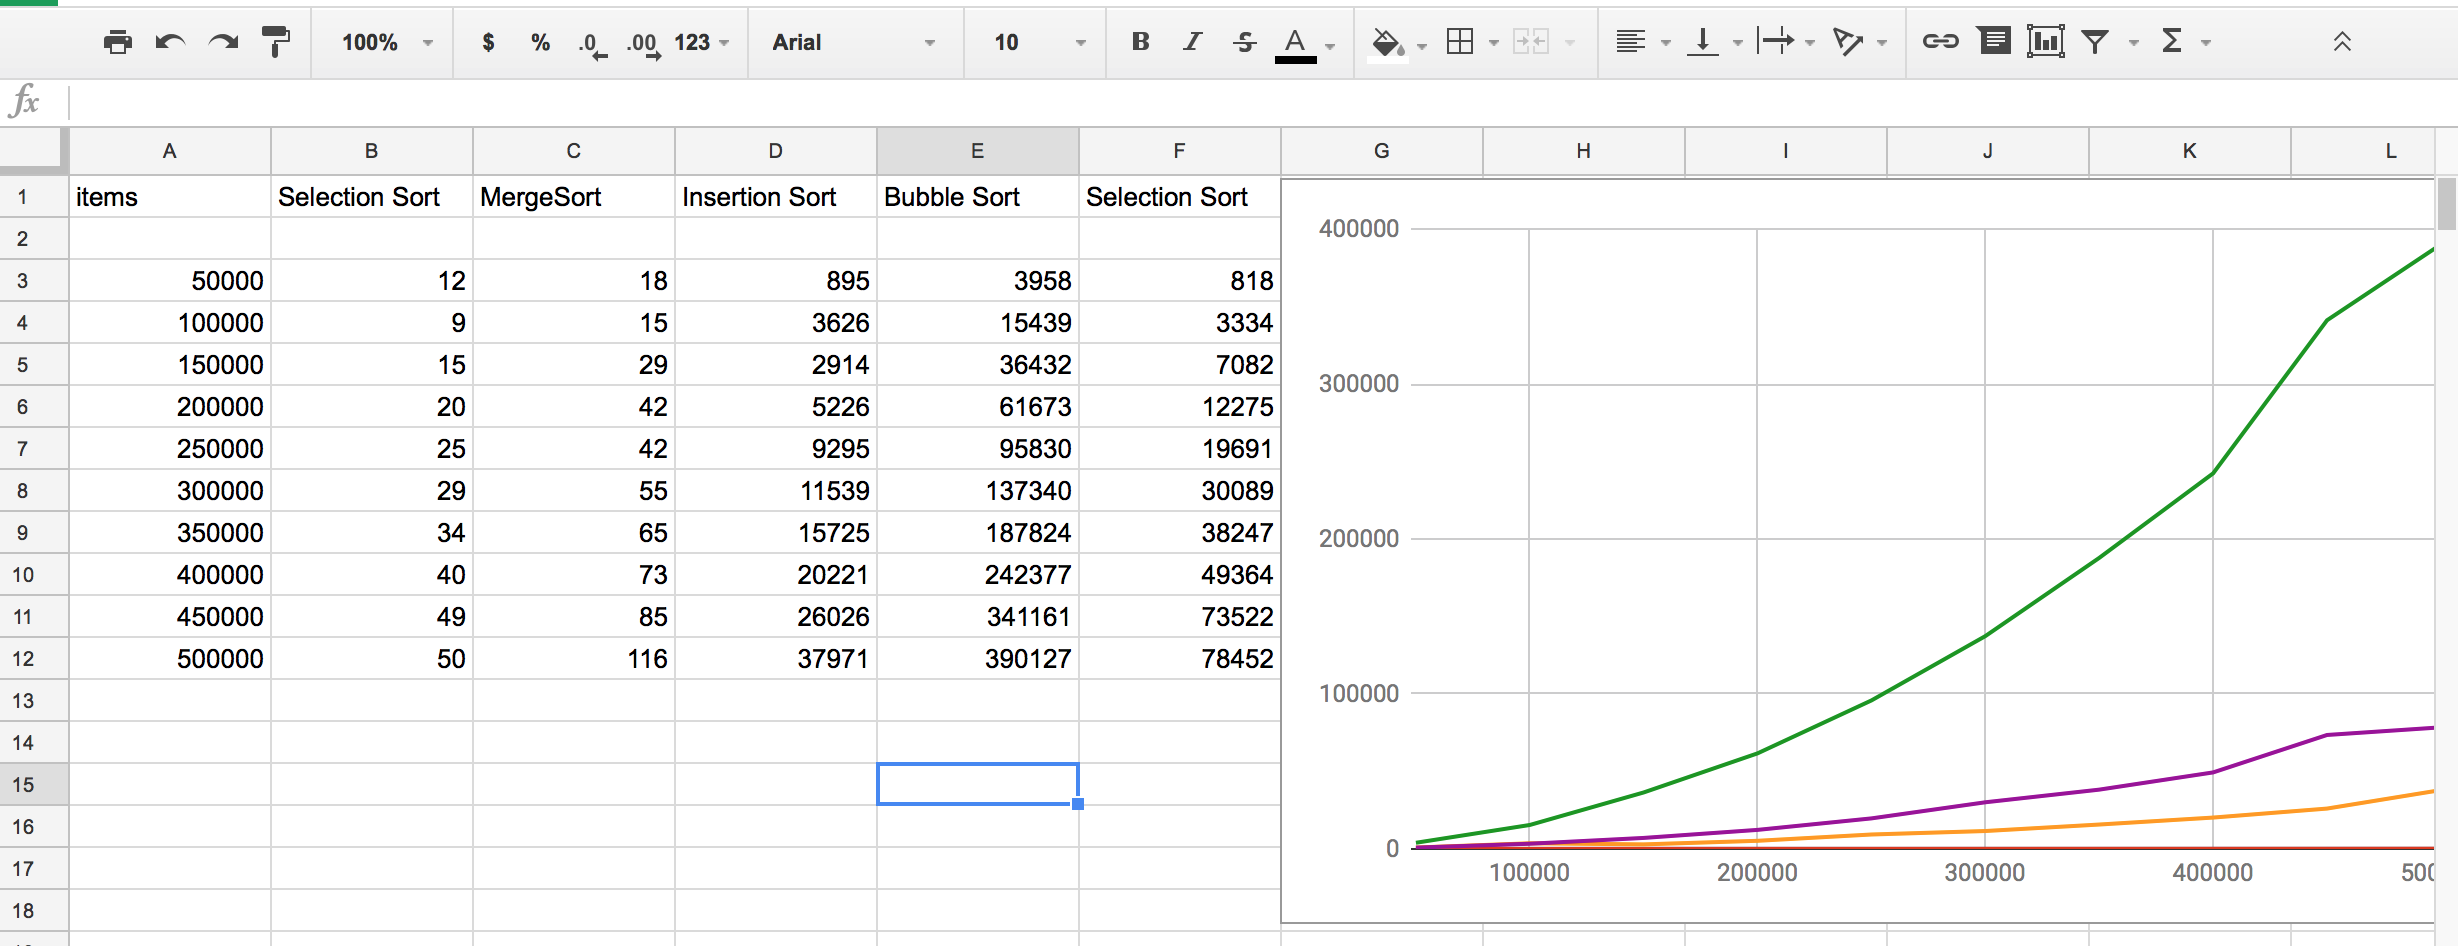 100% $ % .0 .00 123 Arial 10 B I S A Σ
fx
A B C D E F G H I J K L
1 items Selection Sort MergeSort Insertion Sort Bubble Sort Selection Sort
2
3 50000 12 18 895 3958 818
4 100000 9 15 3626 15439 3334
5 150000 15 29 2914 36432 7082
6 200000 20 42 5226 61673 12275
7 250000 25 42 9295 95830 19691
8 300000 29 55 11539 137340 30089
9 350000 34 65 15725 187824 38247
10 400000 40 73 20221 242377 49364
11 450000 49 85 26026 341161 73522
12 500000 50 116 37971 390127 78452
13
14
15
16
17
18
400000
300000
200000
100000
0
100000 200000 300000 400000